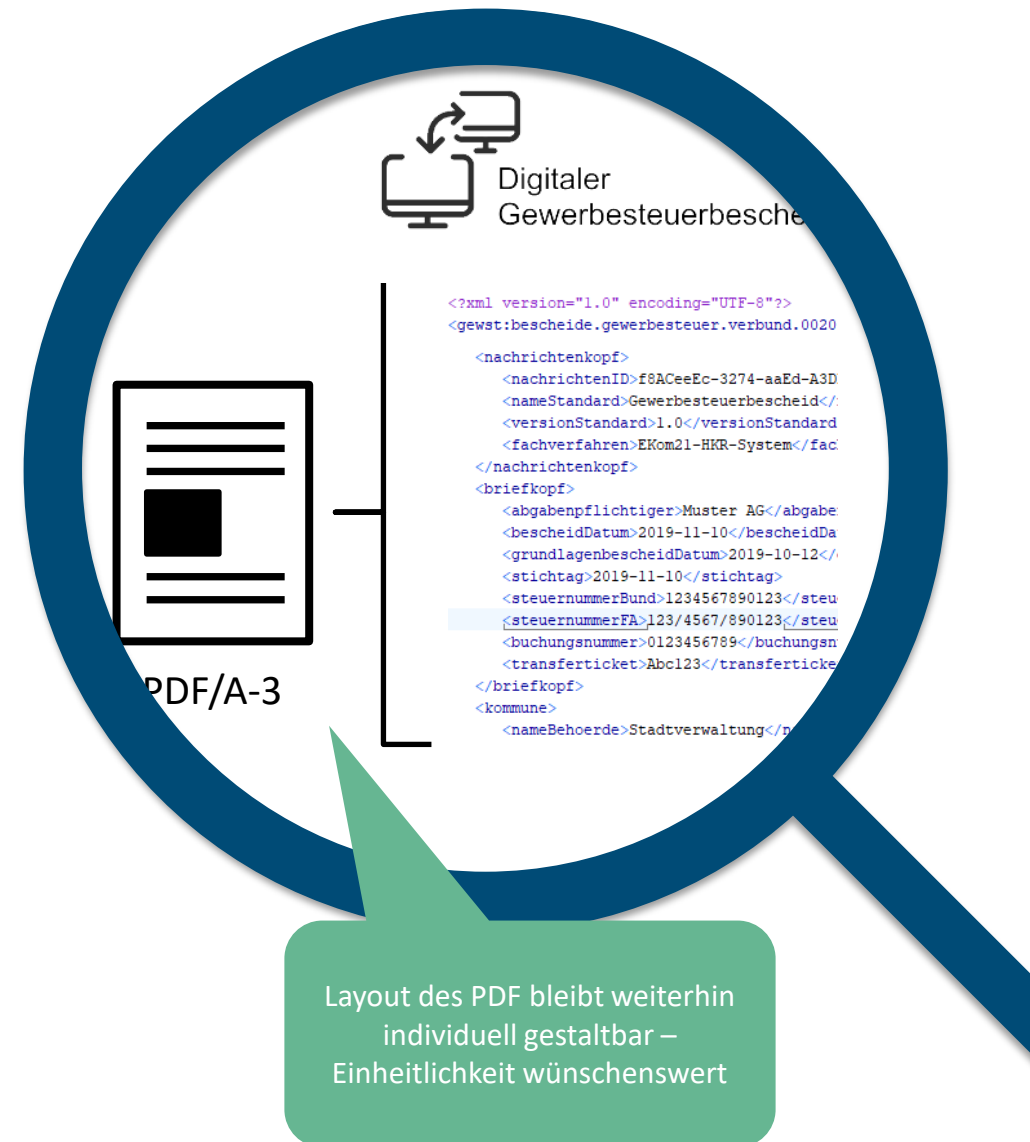 Digitaler
Gewerbesteuerbesche
<?xml version="1.0" encoding="UTF-8"?>
<gewst:bescheide.gewerbesteuer.verbund.0020
<nachrichtenkopf>
<nachrichtenID>f8ACeeEc-3274-aaEd-A3D
<nameStandard>Gewerbesteuerbescheid</
<versionStandard>1.0</versionStandard
<fachverfahren>EKom21-HKR-System</fac
</nachrichtenkopf>
<briefkopf>
<abgabenpflichtiger>Muster AG</abgabe
<bescheidDatum>2019-11-10</bescheidDa
<grundlagenbescheidDatum>2019-10-12</
<stichtag>2019-11-10</stichtag>
<steuernummerBund>1234567890123</steu
<steuernummerFA>123/4567/890123</steu
<buchungsnummer>0123456789</buchungsn
<transferticket>Abc123</transferticke
</briefkopf>
<kommune>
<nameBehoerde>Stadtverwaltung</n
PDF/A-3
Layout des PDF bleibt weiterhin
individuell gestaltbar –
Einheitlichkeit wünschenswert